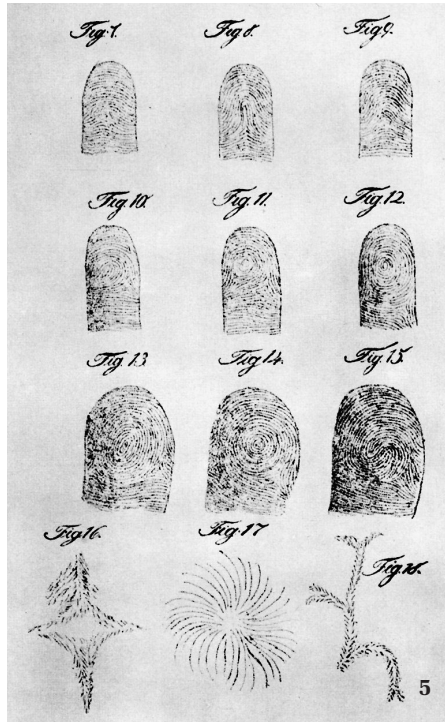 Fig. 7.
Fig 8.
Fig 9.
Fig. 10.
Fig. 11.
Fig. 12.
Fig. 13
Fig. 14.
Fig. 15.
Fig 16.
Fig. 17
Fig. 18.
5